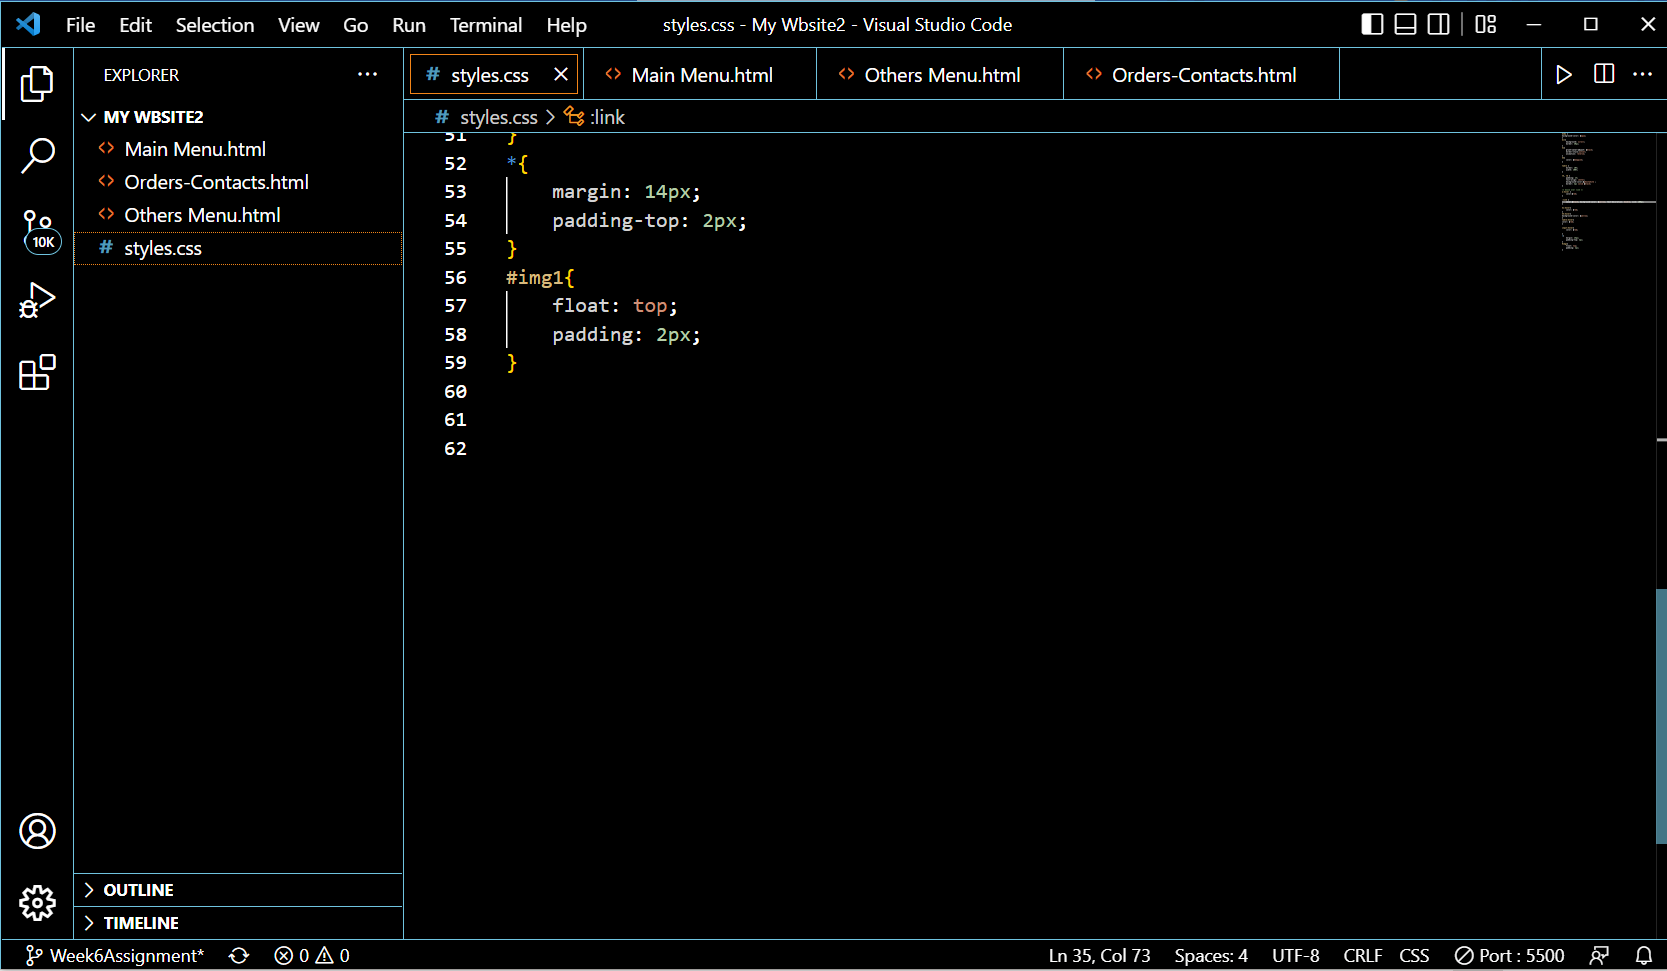 File Edit Selection View Go Run Terminal Help styles.css - My Wbsite2 - Visual Studio Code
EXPLORER
MY WBSITE2
Main Menu.html
Orders-Contacts.html
Others Menu.html
10K
# styles.css
OUTLINE
TIMELINE
# styles.css Main Menu.html Others Menu.html Orders-Contacts.html
# styles.css > :link
51 }
52 *{
53 margin: 14px;
54 padding-top: 2px;
55 }
56 #img1{
57 float: top;
58 padding: 2px;
59 }
60
61
62
Week6Assignment* 0 0 Ln 35, Col 73 Spaces: 4 UTF-8 CRLF CSS Port : 5500